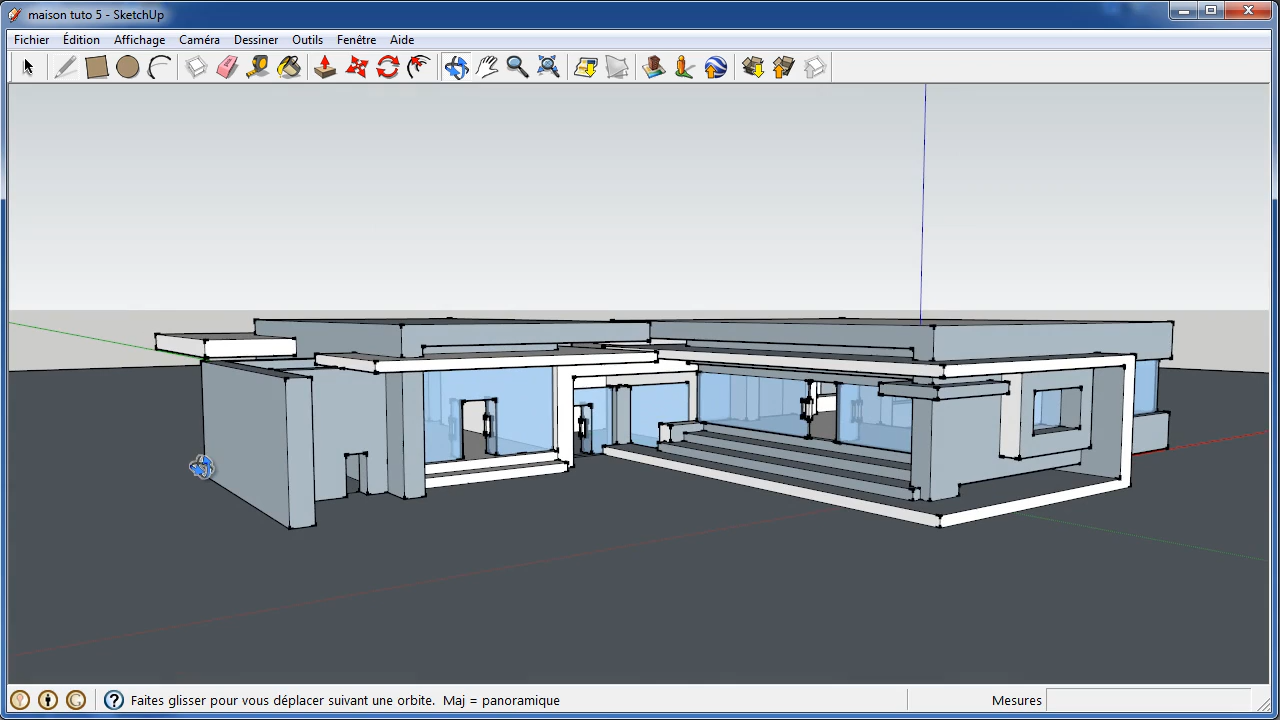 maison tuto 5 - SketchUp
Fichier Édition Affichage Caméra Dessiner Outils Fenêtre Aide
Faites glisser pour vous déplacer suivant une orbite. Maj = panoramique Mesures